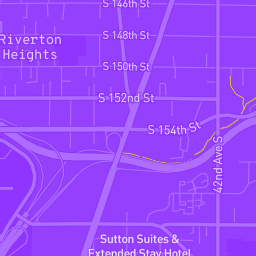 S 146th St
S 148th St
Riverton
Heights
S 150th St
S 152nd St
S 154th St
42nd Ave S
Sutton Suites &
Extended Stay Hotel